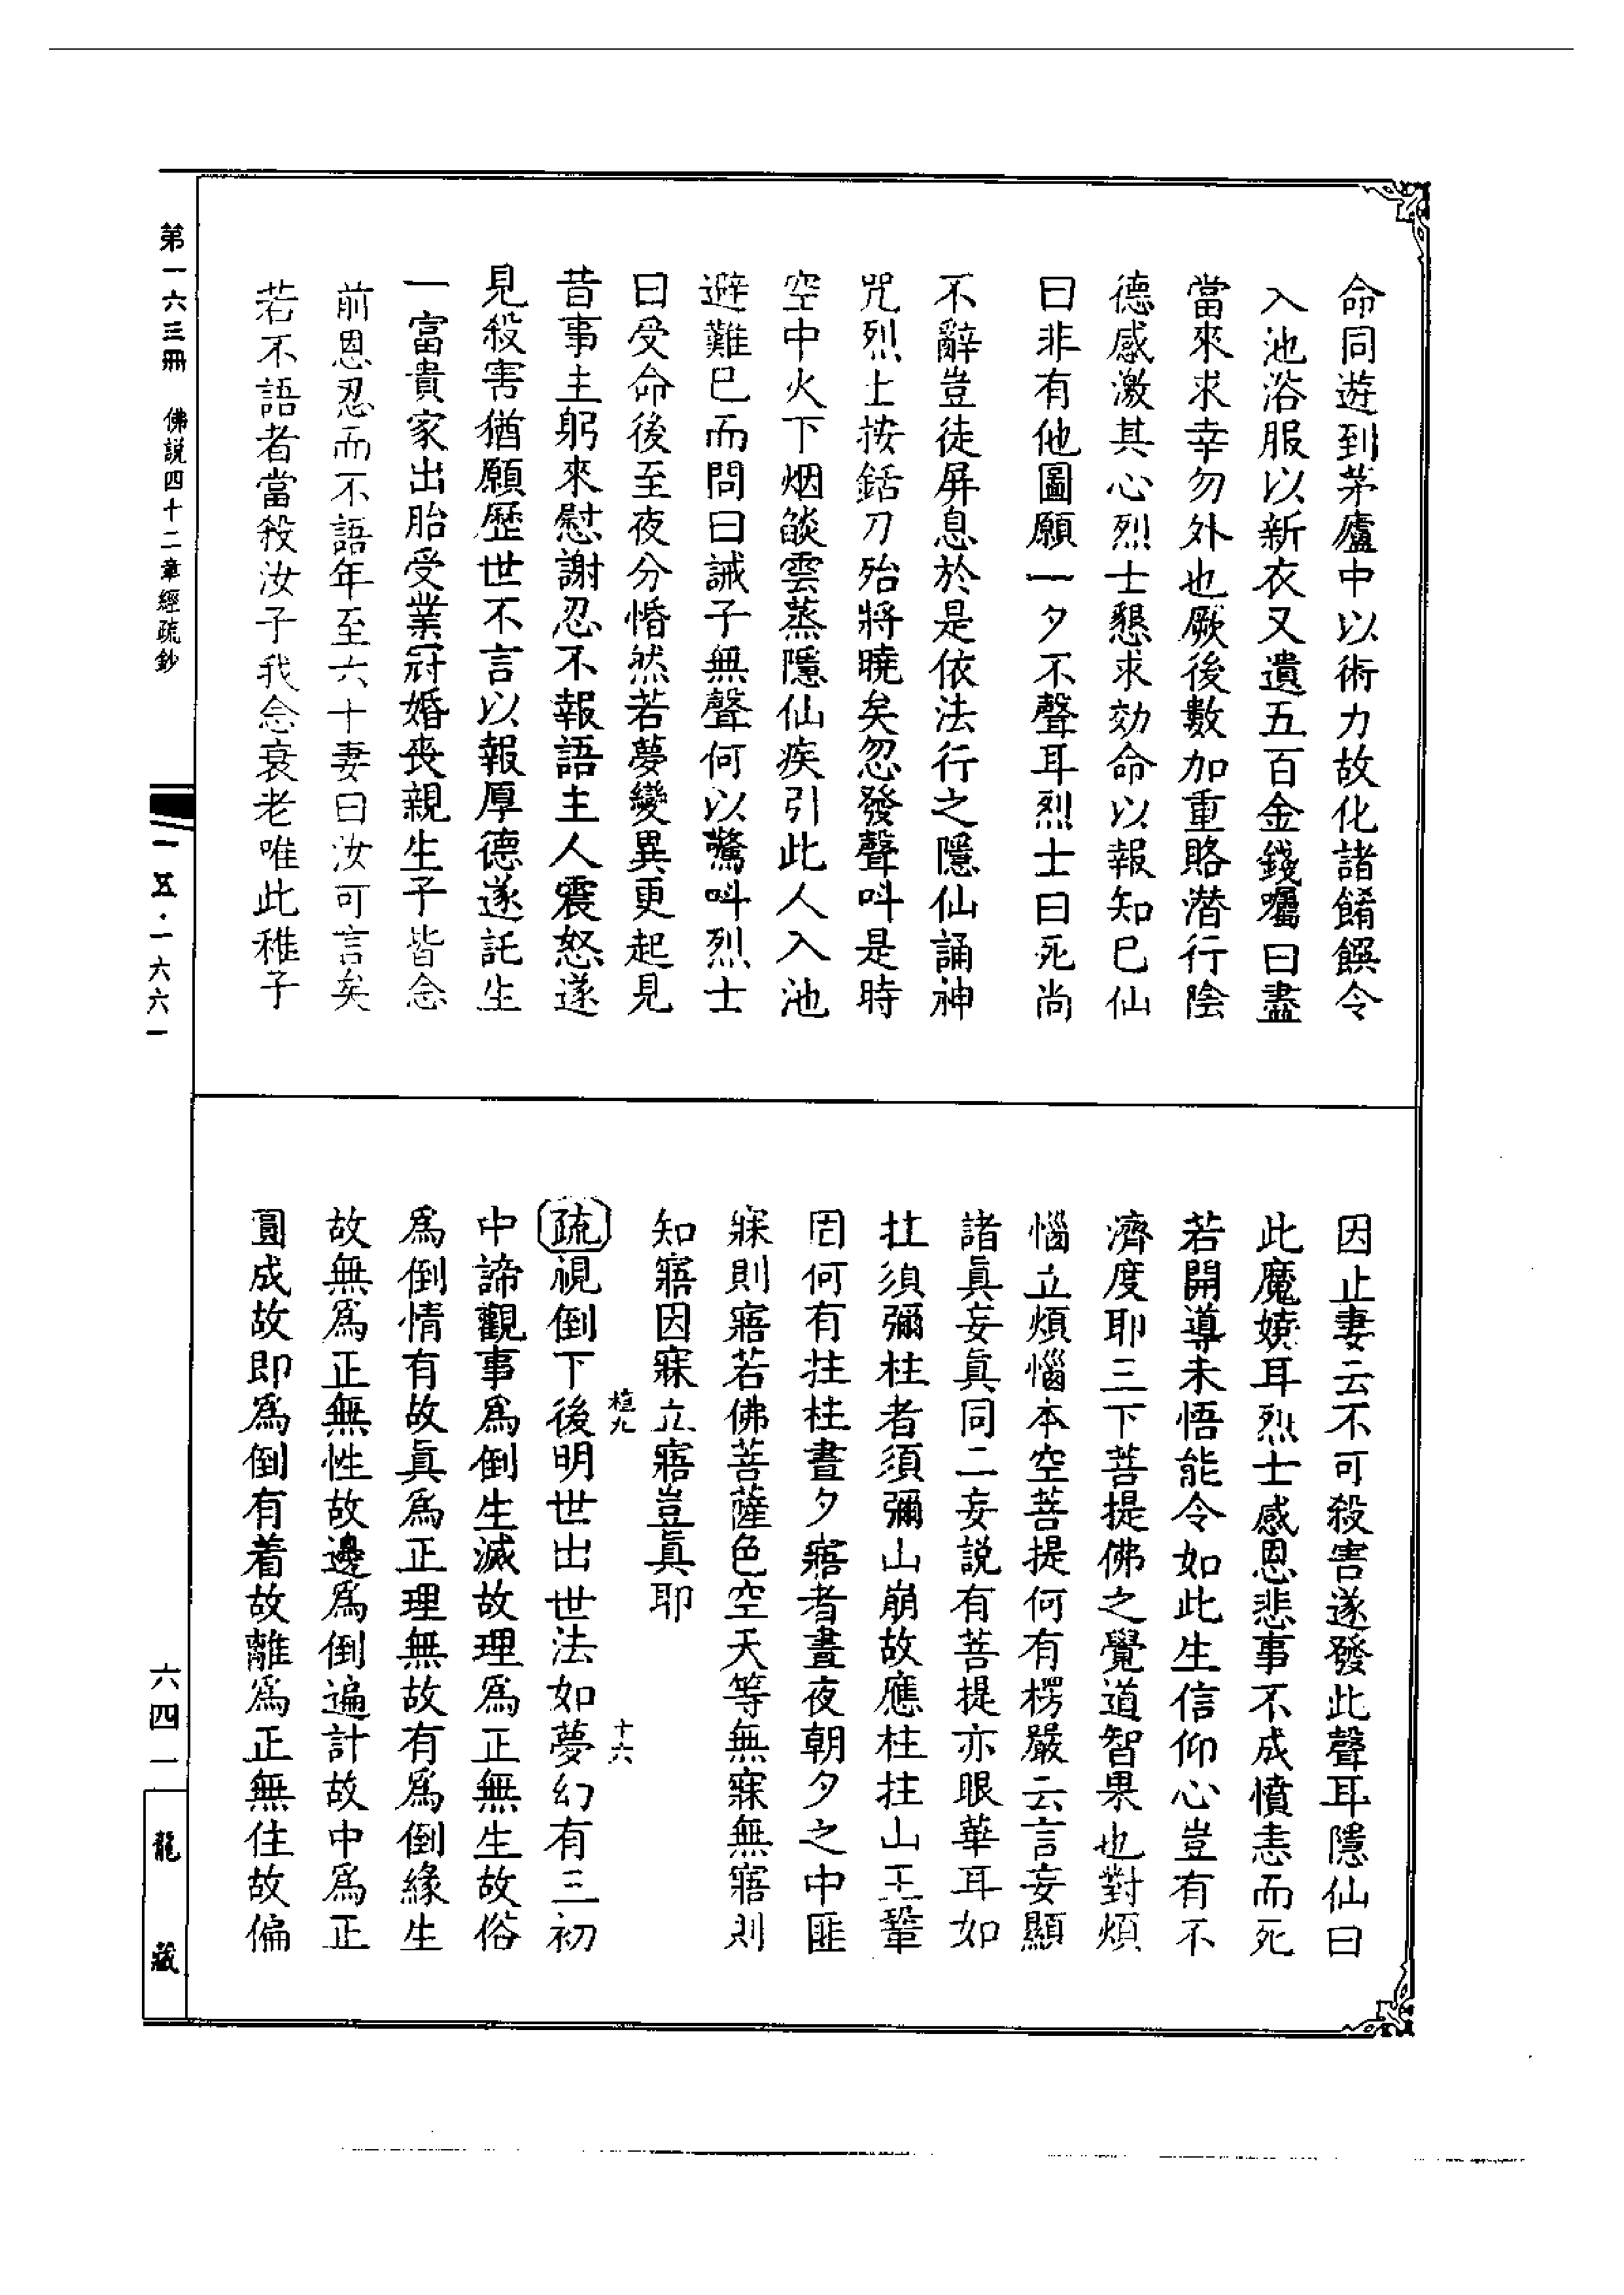 命同遊到茅廬中以術力故化諸餚饌令
入池浴服以新衣又遺五百金錢囑曰盡
當來求幸勿外也厥後數加重賂潛行陰
德感激其心烈士懇求効命以報知己仙
曰非有他圖願一夕不聲耳烈士曰死尚
不辭豈徒屏息於是依法行之隱仙誦神
咒烈士按銛刀殆將曉矣忽發聲叫是時
空中火下烟燄雲蒸隱仙疾引此人入池
避難已而問曰誡子無聲何以驚叫烈士
曰受命後至夜分惛然若夢變異更起見
昔事主躬來慰謝忍不報語主人震怒遂
見殺害猶願歷世不言以報厚德遂託生
一富貴家出胎受業冠婚喪親生子皆念
前恩忍而不語年至六十妻曰汝可言矣
若不語者當殺汝子我念衰老唯此稚子
因止妻云不可殺害遂發此聲耳隱仙曰
此魔嬈耳烈士感恩悲事不成憤恚而死
若開導未悟能令如此生信仰心豈有不
濟度耶三下菩提佛之覺道智果也對煩
惱立煩惱本空菩提何有楞嚴云言妄顯
諸眞妄眞同二妄説有菩提亦眼華耳如
拄須彌柱者須彌山崩故應柱拄山王鞏
固何有拄柱晝夕寤者晝夜朝夕之中匪
寐則寤若佛菩薩色空天等無寐無寤則
知寤因寐立寤豈眞耶
植九
十六
疏視倒下後明世出世法如夢幻有三初
中諦觀事爲倒生滅故理爲正無生故俗
爲倒情有故眞爲正理無故有爲倒緣生
故無爲正無性故邊爲倒遍計故中爲正
圓成故即爲倒有着故離爲正無住故偏
第一六三冊 佛説四十二章經疏鈔
一五·一六六一
六四一
龍藏